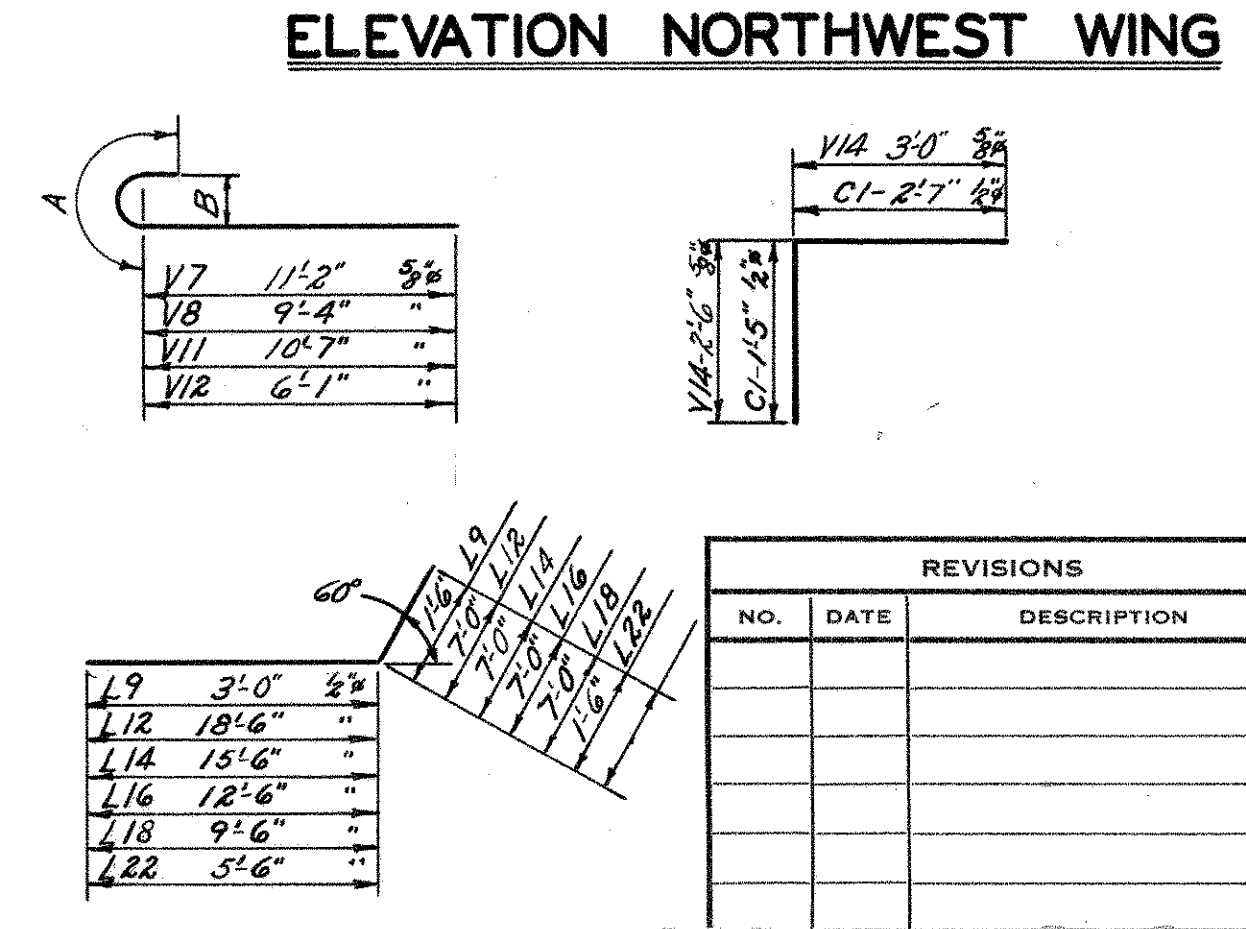 ELEVATION NORTHWEST WING
A
B
V7 11'-2" 5/8"ø
V8 9'-4" "
V11 10'-7" "
V12 6'-1" "
V14 3'-0" 5/8"ø
C1- 2'-7" 1/2"ø
V14-2'-6" 5/8"ø
C1-1'-5" 1/2"ø
60°
1'-6" L9
7'-0" L12
7'-0" L14
7'-0" L16
7'-0" L18
1'-6" L22
L9 3'-0" 1/2"ø
L12 18'-6" "
L14 15'-6" "
L16 12'-6" "
L18 9'-6" "
L22 5'-6" "
REVISIONS
NO. DATE DESCRIPTION